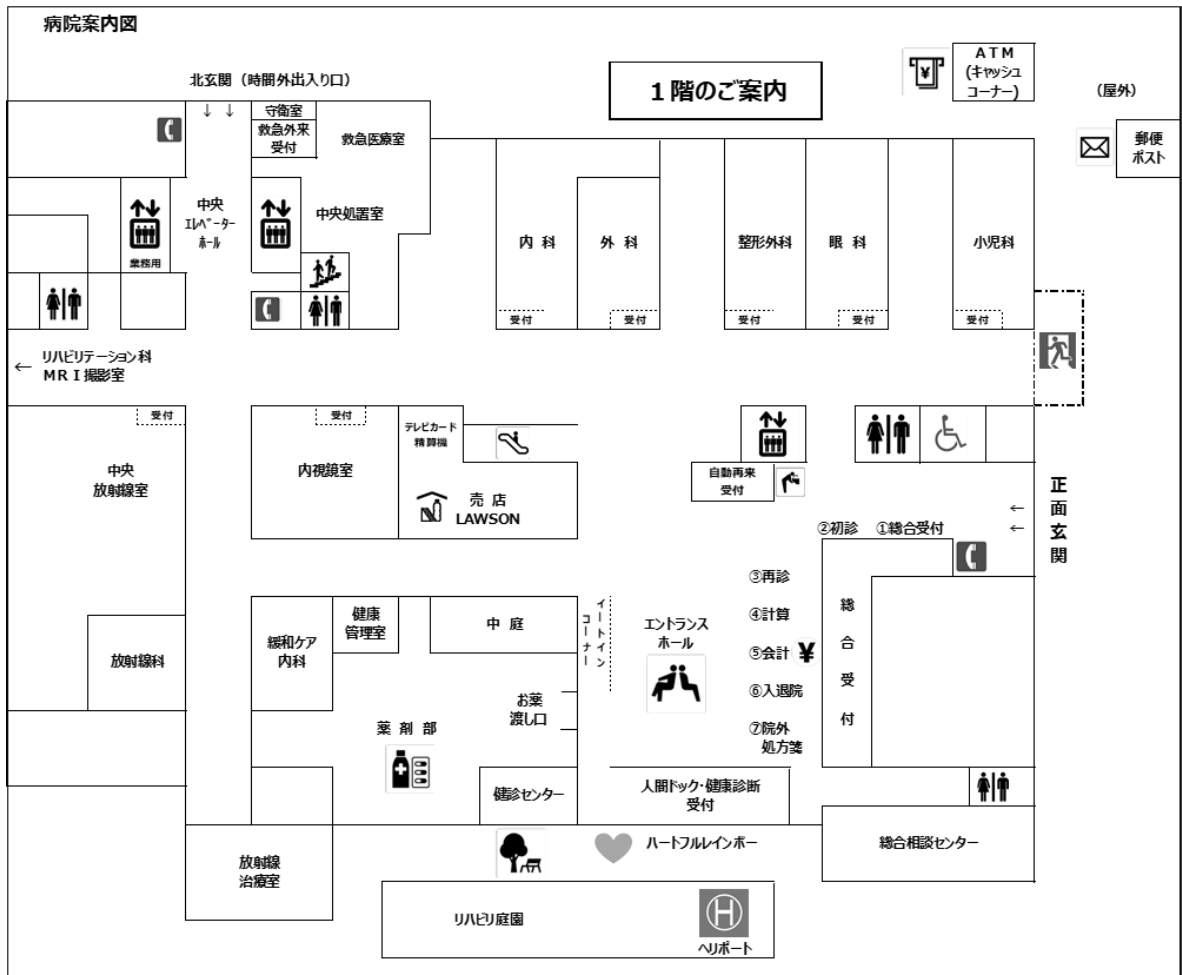 病院案内図
ATM
(キャッシュ
コーナー)
北玄関（時間外出入り口）
１階のご案内
（屋外）
↓ ↓
守衛室
救急外来
受付
救急医療室
郵便
ポスト
中央
ｴﾚﾍﾞｰﾀｰ
ﾎｰﾙ
業務用
中央処置室
内 科
外 科
整形外科
眼 科
小児科
受付
受付
受付
受付
受付
← リハビリテーション科
ＭＲＩ撮影室
受付
受付
テレビカード
精算機
中央
放射線室
内視鏡室
売 店
LAWSON
自動再来
受付
正面玄関
←
←
②初診 ①総合受付
③再診
④計算
⑤会計 ¥
⑥入退院
⑦院外
処方箋
総合受付
エントランス
ホール
イートイン
コーナー
中 庭
健康
管理室
緩和ケア
内科
放射線科
お薬
渡し口
薬 剤 部
健診センター
人間ドック・健康診断
受付
ハートフルレインボー
総合相談センター
放射線
治療室
リハビリ庭園
H
ヘリポート